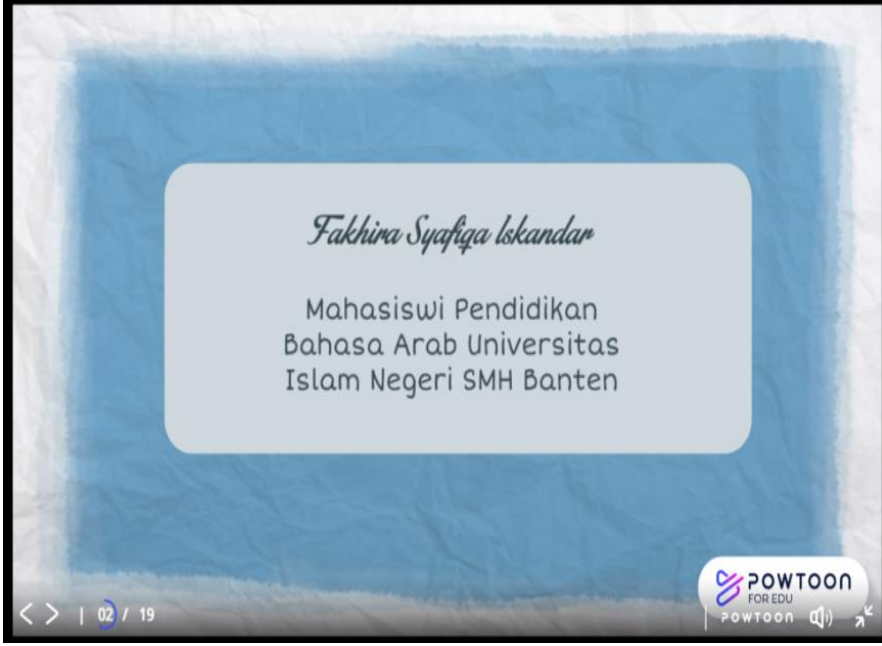 Fakhira Syafiqa Iskandar
Mahasiswi Pendidikan
Bahasa Arab Universitas
Islam Negeri SMH Banten
POWTOON
FOR EDU
| 02 / 19
POWTOON